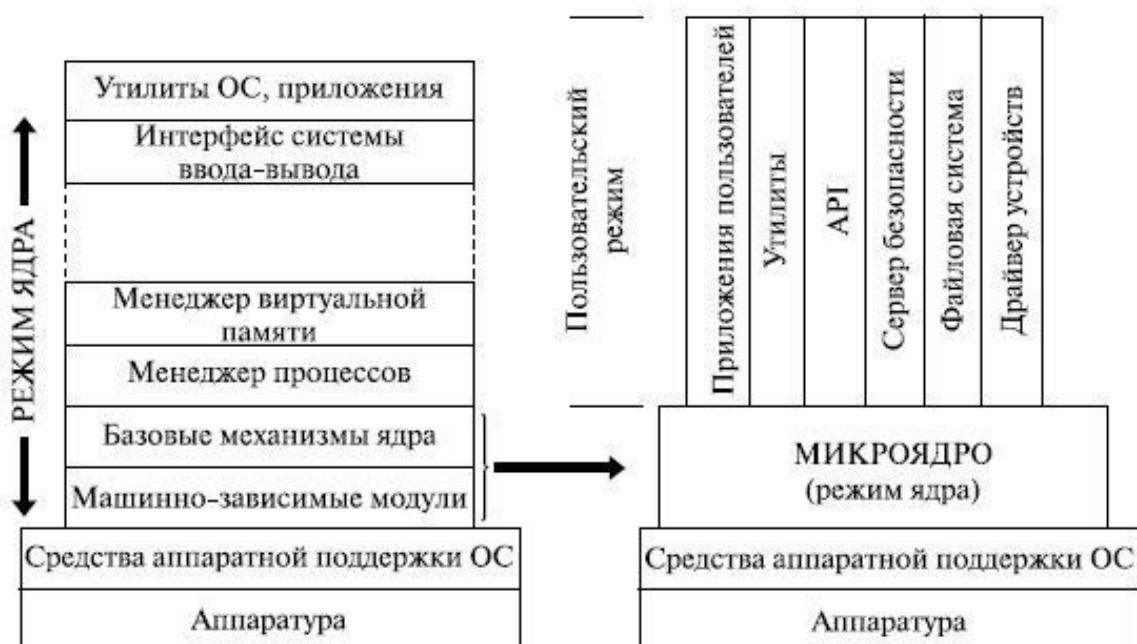 Утилиты ОС, приложения
Интерфейс системы
ввода-вывода
Менеджер виртуальной
памяти
Менеджер процессов
Базовые механизмы ядра
Машинно-зависимые модули
Средства аппаратной поддержки ОС
Аппаратура
РЕЖИМ ЯДРА
Пользовательский
режим
Приложения пользователей
Утилиты
API
Сервер безопасности
Файловая система
Драйвер устройств
МИКРОЯДРО
(режим ядра)
Средства аппаратной поддержки ОС
Аппаратура